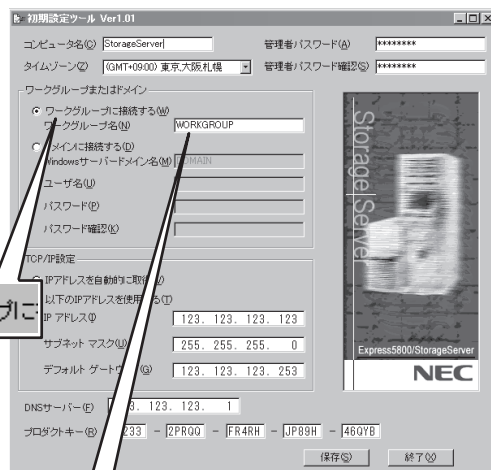 初期設定ツール Ver1.01
コンピュータ名(C) StorageServer
管理者パスワード(A) ********
タイムゾーン(Z) (GMT+09:00) 東京,大阪,札幌
管理者パスワード確認(S) ********
ワークグループまたはドメイン
ワークグループに接続する(W)
ワークグループ名(N) WORKGROUP
ドメインに接続する(D)
Windowsサーバードメイン名(M) DOMAIN
ユーザ名(U)
パスワード(P)
パスワード確認(K)
TCP/IP設定
IPアドレスを自動的に取得
以下のIPアドレスを使用する(T)
IP アドレス(I) 123. 123. 123. 123
サブネット マスク(U) 255. 255. 255. 0
デフォルト ゲート (G) 123. 123. 123. 253
DNSサーバー(F) 123. 123. 1
プロダクトキー(R) 233 - 2PRQQ - FR4RH - JP89H - 46QYB
保存(S) 終了(X)
Storage Server
Express5800/StorageServer
NEC
プに